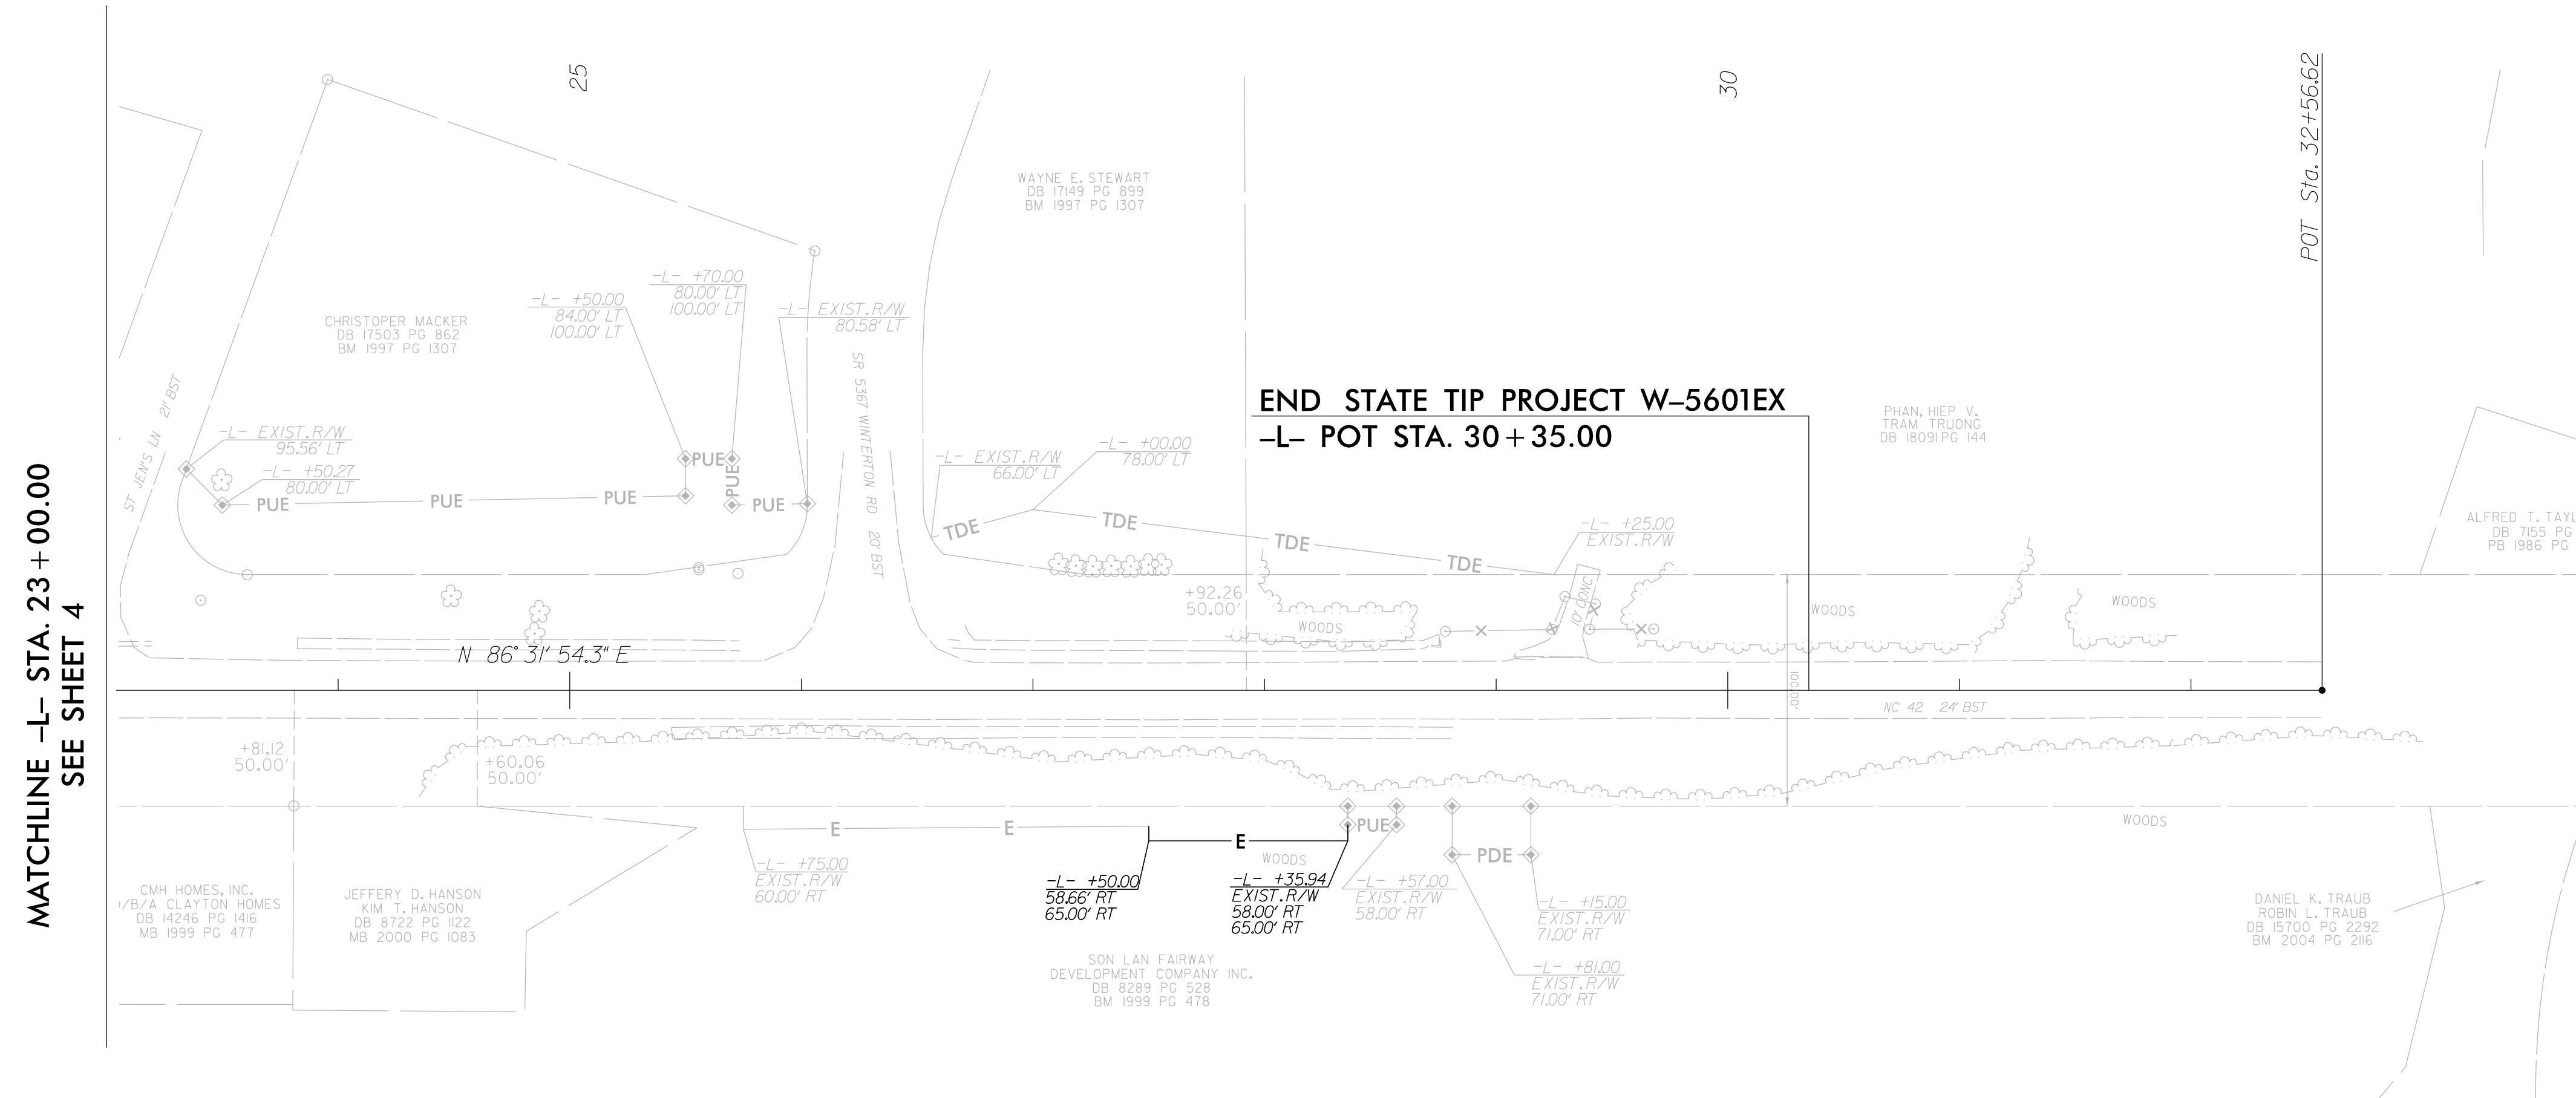 MATCHLINE –L– STA. 23+00.00
SEE SHEET 4
25
30
POT Sta. 32+56.62
WAYNE E. STEWART
DB 17149 PG 899
BM 1997 PG 1307
-L- +70.00
80.00' LT
100.00' LT
-L- +50.00
84.00' LT
100.00' LT
-L- EXIST.R/W
80.58' LT
CHRISTOPER MACKER
DB 17503 PG 862
BM 1997 PG 1307
ST JEN'S LN 21' BST
SR 5367 WINTERTON RD 20' BST
END STATE TIP PROJECT W–5601EX
–L– POT STA. 30+35.00
PHAN, HIEP V.
TRAM TRUONG
DB 18091 PG 144
-L- EXIST.R/W
95.56' LT
-L- +50.27
80.00' LT
-L- EXIST.R/W
66.00' LT
-L- +00.00
78.00' LT
PUE
PUE
PUE
PUE
PUE
PUE
TDE
TDE
TDE
TDE
-L- +25.00
EXIST.R/W
ALFRED T. TAYL
DB 7155 PG
PB 1986 PG
+92.26
50.00'
WOODS
10' CONC
WOODS
WOODS
N 86° 31' 54.3" E
100.00'
NC 42 24' BST
+81.12
50.00'
+60.06
50.00'
E
E
E
PUE
PDE
WOODS
WOODS
-L- +75.00
EXIST.R/W
60.00' RT
-L- +50.00
58.66' RT
65.00' RT
-L- +35.94
EXIST.R/W
58.00' RT
65.00' RT
-L- +57.00
EXIST.R/W
58.00' RT
-L- +15.00
EXIST.R/W
71.00' RT
-L- +81.00
EXIST.R/W
71.00' RT
CMH HOMES, INC.
/B/A CLAYTON HOMES
DB 14246 PG 1416
MB 1999 PG 477
JEFFERY D. HANSON
KIM T. HANSON
DB 8722 PG 1122
MB 2000 PG 1083
SON LAN FAIRWAY
DEVELOPMENT COMPANY INC.
DB 8289 PG 528
BM 1999 PG 478
DANIEL K. TRAUB
ROBIN L. TRAUB
DB 15700 PG 2292
BM 2004 PG 2116